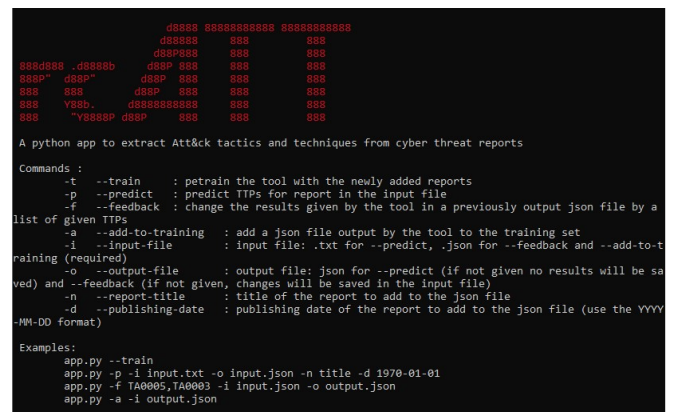 rcATT
A python app to extract Att&ck tactics and techniques from cyber threat reports
Commands :
-t --train : petrain the tool with the newly added reports
-p --predict : predict TTPs for report in the input file
-f --feedback : change the results given by the tool in a previously output json file by a
list of given TTPs
-a --add-to-training : add a json file output by the tool to the training set
-i --input-file : input file: .txt for --predict, .json for --feedback and --add-to-t
raining (required)
-o --output-file : output file: json for --predict (if not given no results will be sa
ved) and --feedback (if not given, changes will be saved in the input file)
-n --report-title : title of the report to add to the json file
-d --publishing-date : publishing date of the report to add to the json file (use the YYYY
-MM-DD format)
Examples:
app.py --train
app.py -p -i input.txt -o input.json -n title -d 1970-01-01
app.py -f TA0005,TA0003 -i input.json -o output.json
app.py -a -i output.json